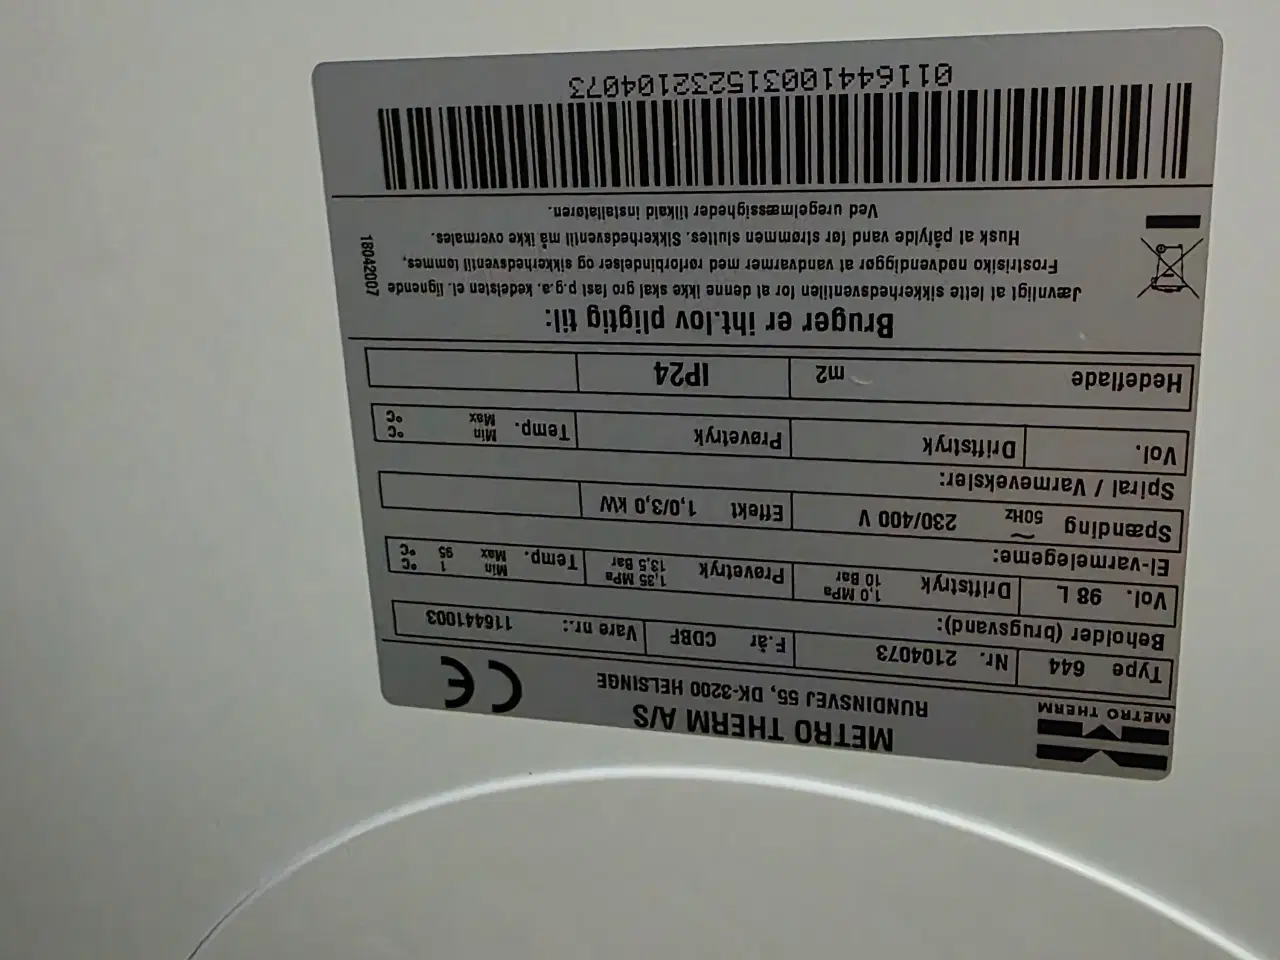 METRO THERM
METRO THERM A/S
RUNDINSVEJ 55, DK-3200 HELSINGE
CE
Type 644 Nr. 2104073 F.år CDBF Vare nr.: 116441003
Beholder (brugsvand):
Vol. 98 L Driftstryk 1,0 MPa 10 Bar Prøvetryk 1,35 MPa 13,5 Bar Temp. Min 1 °C Max 95 °C
El-varmelegeme:
Spænding 50Hz 230/400 V Effekt 1,0/3,0 kW
Spiral / Varmeveksler:
Vol. Driftstryk Prøvetryk Temp. Min °C Max °C
Hedeflade m2 IP24
Bruger er iht.lov pligtig til:
Jævnligt at lette sikkerhedsventilen for at denne ikke skal gro fast p.g.a. kedelsten el. lignende
Frostrisiko nødvendiggør at vandvarmer med rørforbindelser og sikkerhedsventil tømmes,
Husk at påfylde vand før strømmen sluttes. Sikkerhedsventil må ikke overmales.
Ved uregelmæssigheder tilkald installatøren.
18042007
011644100315232104073